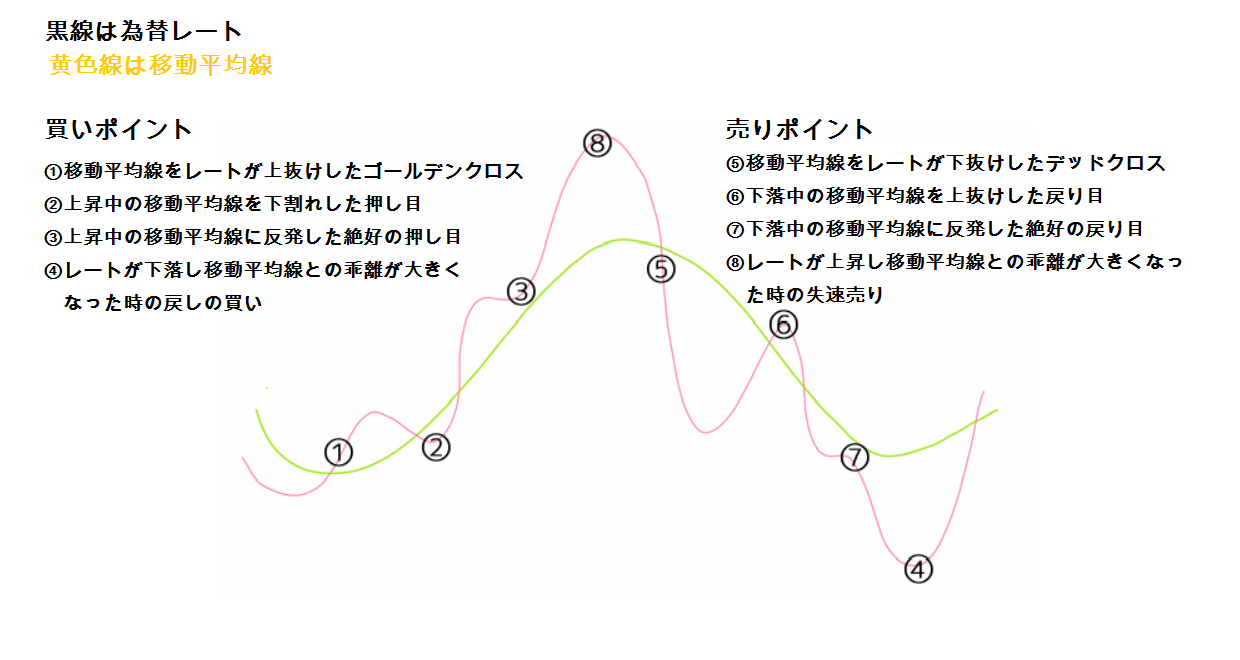 黒線は為替レート
黄色線は移動平均線
買いポイント
①移動平均線をレートが上抜けしたゴールデンクロス
②上昇中の移動平均線を下割れした押し目
③上昇中の移動平均線に反発した絶好の押し目
④レートが下落し移動平均線との乖離が大きく
なった時の戻しの買い
売りポイント
⑤移動平均線をレートが下抜けしたデッドクロス
⑥下落中の移動平均線を上抜けした戻り目
⑦下落中の移動平均線に反発した絶好の戻り目
⑧レートが上昇し移動平均線との乖離が大きくなっ
た時の失速売り
⑧
⑤
③
⑥
①
②
⑦
④